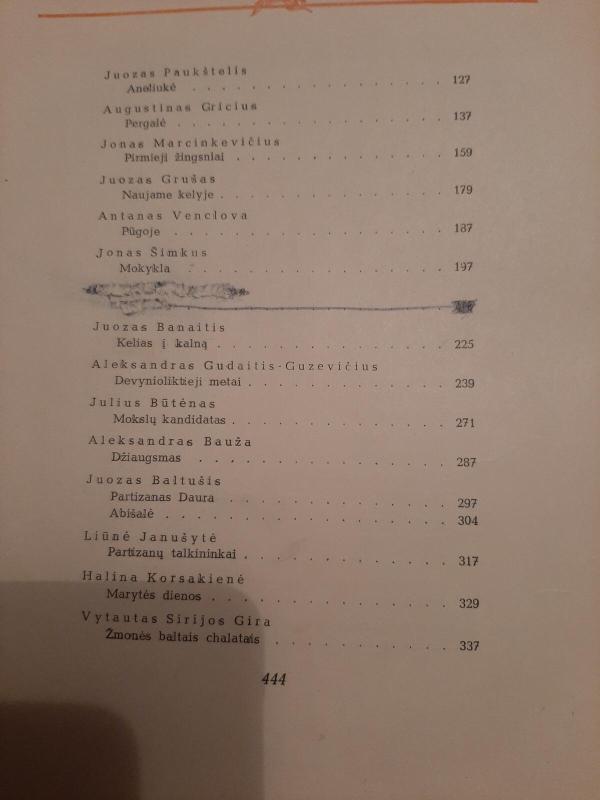 Juozas Paukštelis
Aneliukė . . . . . . . . . . . . . . 127
Augustinas Gricius
Pergalė . . . . . . . . . . . . . . 137
Jonas Marcinkevičius
Pirmieji žingsniai . . . . . . . . . . . 159
Juozas Grušas
Naujame kelyje . . . . . . . . . . . . 179
Antanas Venclova
Pūgoje . . . . . . . . . . . . . . 187
Jonas Šimkus
Mokykla . . . . . . . . . . . . . . 197
Juozas Banaitis
Kelias į kalną . . . . . . . . . . . . 225
Aleksandras Gudaitis-Guzevičius
Devynioliktieji metai . . . . . . . . . . . 239
Julius Būtėnas
Mokslų kandidatas . . . . . . . . . . . . 271
Aleksandras Bauža
Džiaugsmas . . . . . . . . . . . . . 287
Juozas Baltušis
Partizanas Daura . . . . . . . . . . . 297
Abišalė . . . . . . . . . . . . . . 304
Liūnė Janušytė
Partizanų talkininkai . . . . . . . . . . . 317
Halina Korsakienė
Marytės dienos . . . . . . . . . . . . 329
Vytautas Sirijos Gira
Žmonės baltais chalatais . . . . . . . . . 337
444